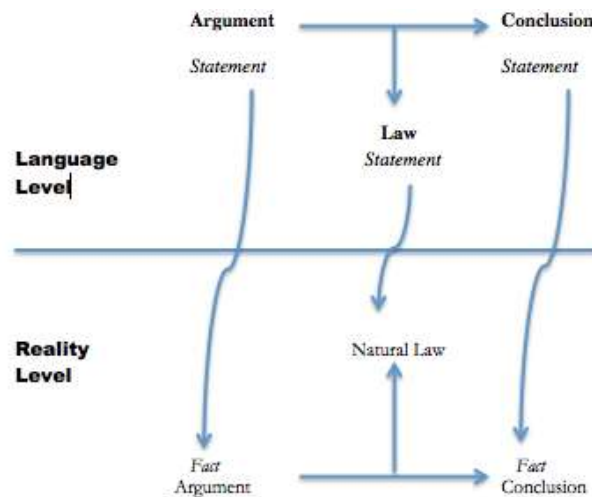 Argument
Conclusion
Statement
Statement
Law
Statement
Language
Level
Reality
Level
Natural Law
Fact
Argument
Fact
Conclusion